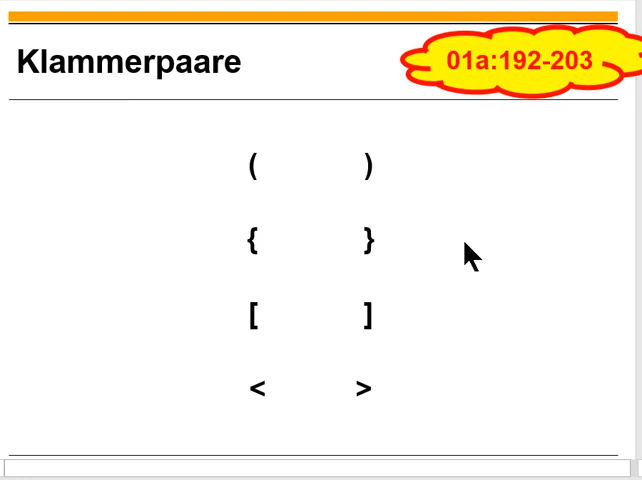 Klammerpaare
01a:192-203
( )
{ }
[ ]
< >